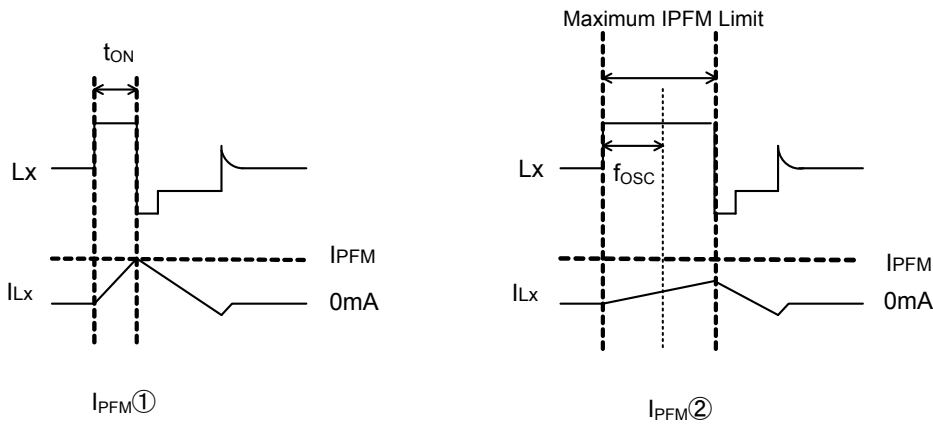 tON
Lx
IPFM
ILx
0mA
IPFM①
Maximum IPFM Limit
Lx
fOSC
IPFM
ILx
0mA
IPFM②